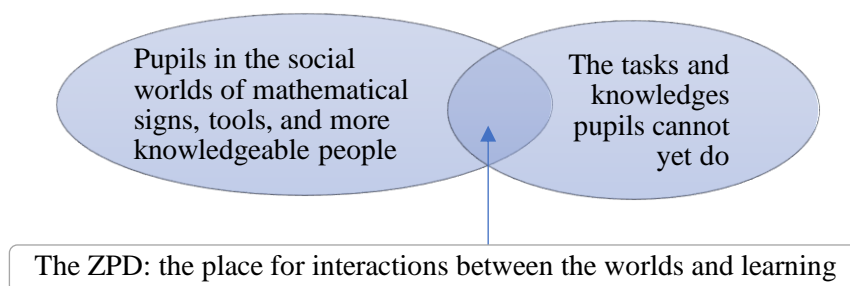 Pupils in the social
worlds of mathematical
signs, tools, and more
knowledgeable people
The tasks and
knowledges
pupils cannot
yet do
The ZPD: the place for interactions between the worlds and learning